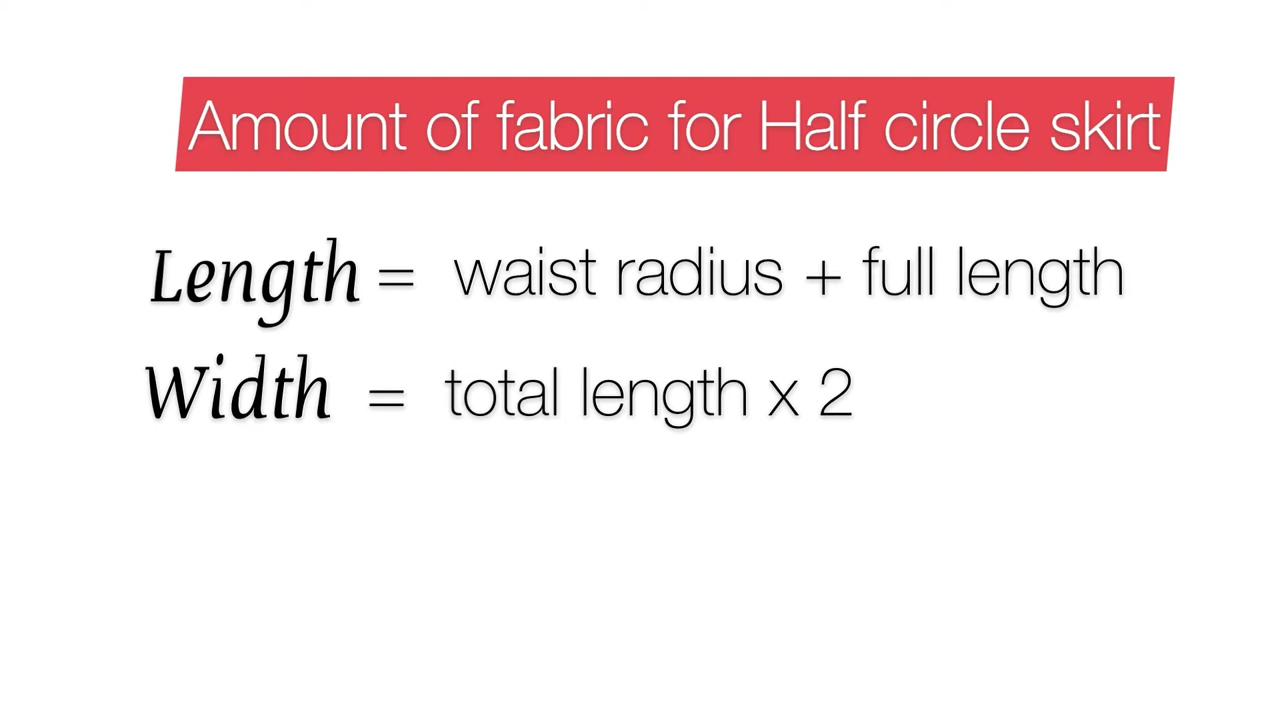 Amount of fabric for Half circle skirt
Length = waist radius + full length
Width = total length x 2